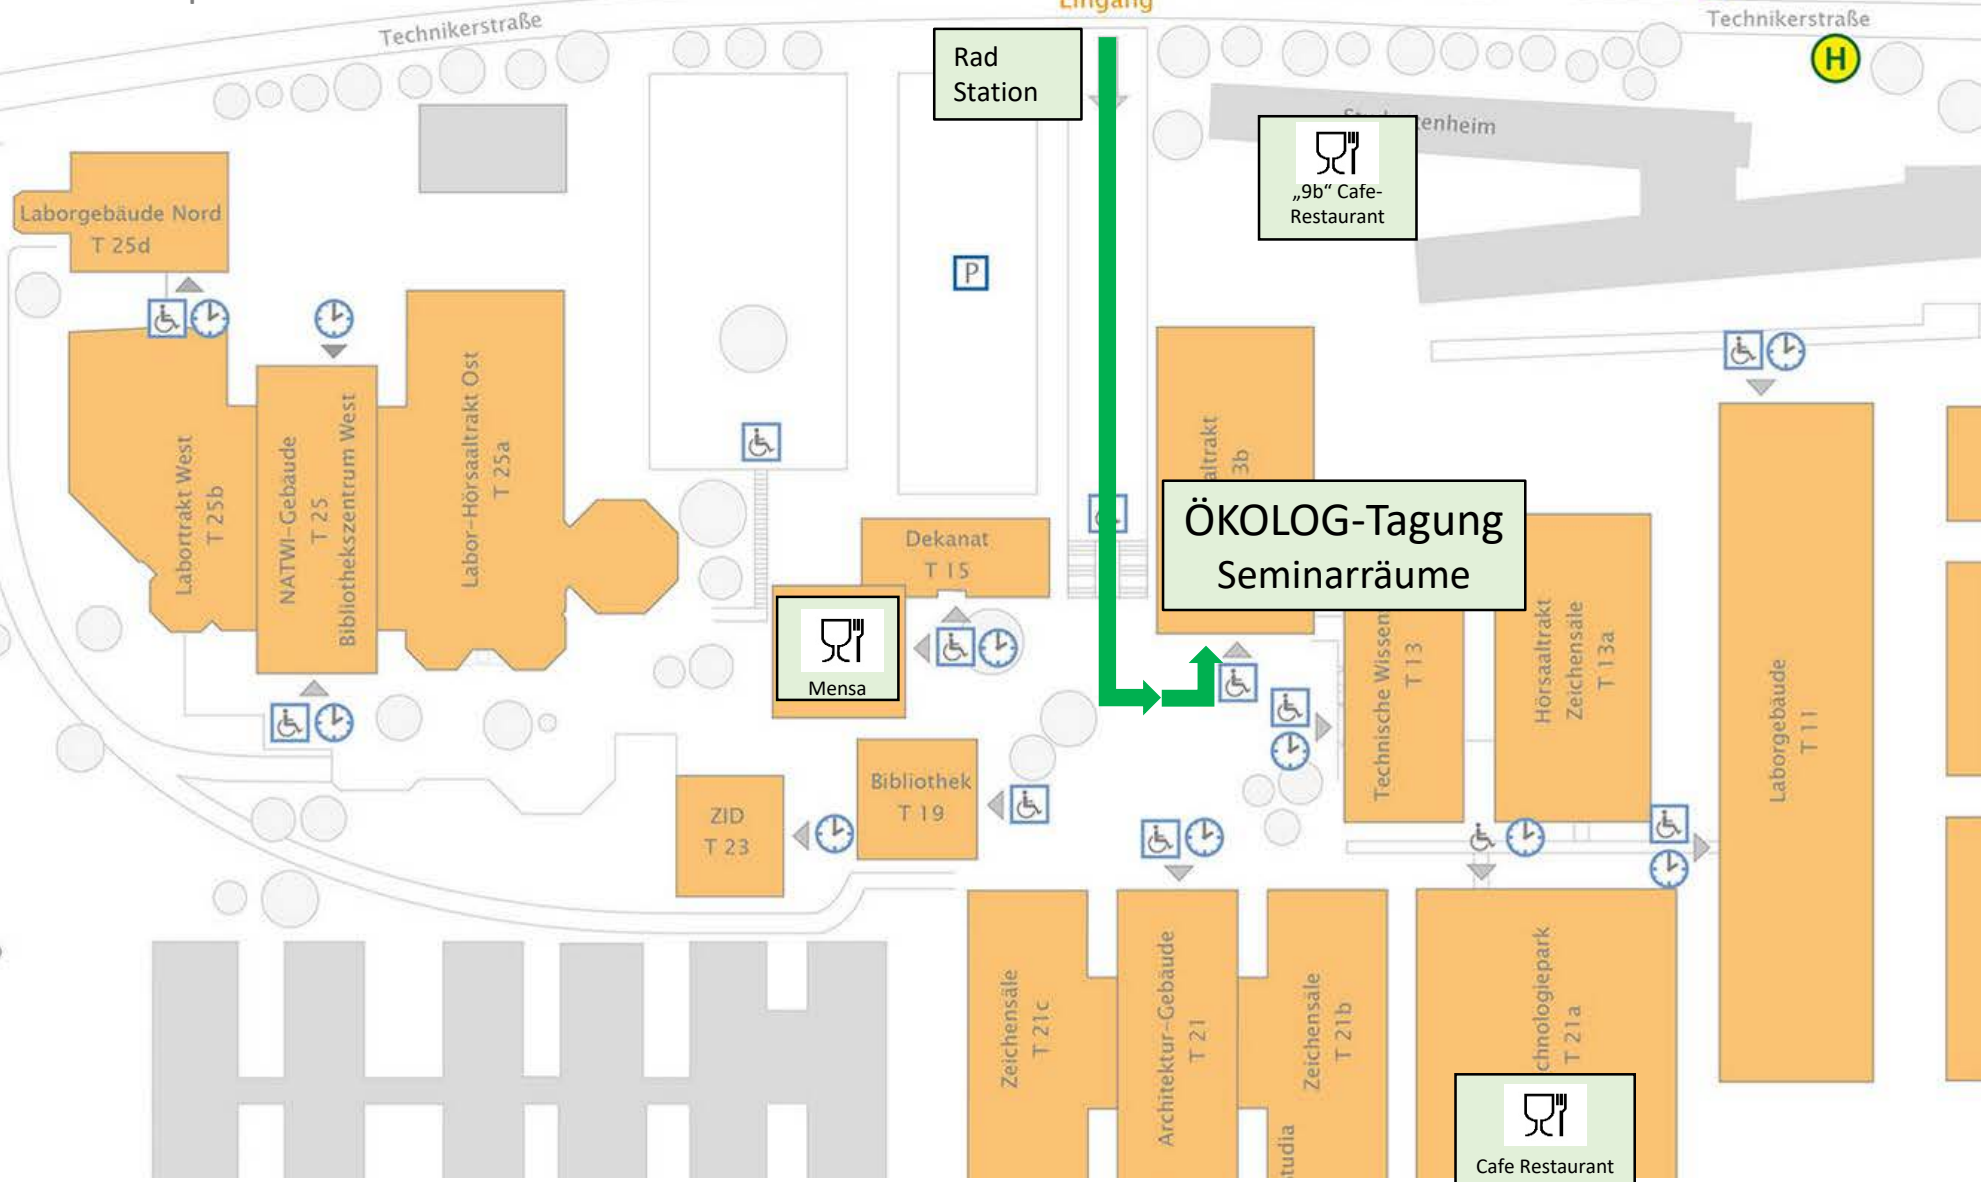 Technikerstraße
Eingang
Technikerstraße
H
Rad
Station
„9b“ Cafe-
Restaurant
Laborgebäude Nord
T 25d
P
Labortrakt West
T 25b
NATWI-Gebäude
T 25
Bibliothekszentrum West
Labor-Hörsaaltrakt Ost
T 25a
Dekanat
T 15
ÖKOLOG-Tagung
Seminarräume
Mensa
Technische
T 13
Hörsaaltrakt
Zeichensäle
T 13a
Laborgebäude
T 11
Bibliothek
T 19
ZID
T 23
Zeichensäle
T 21c
Architektur-Gebäude
T 21
Zeichensäle
T 21b
T 21a
Cafe Restaurant